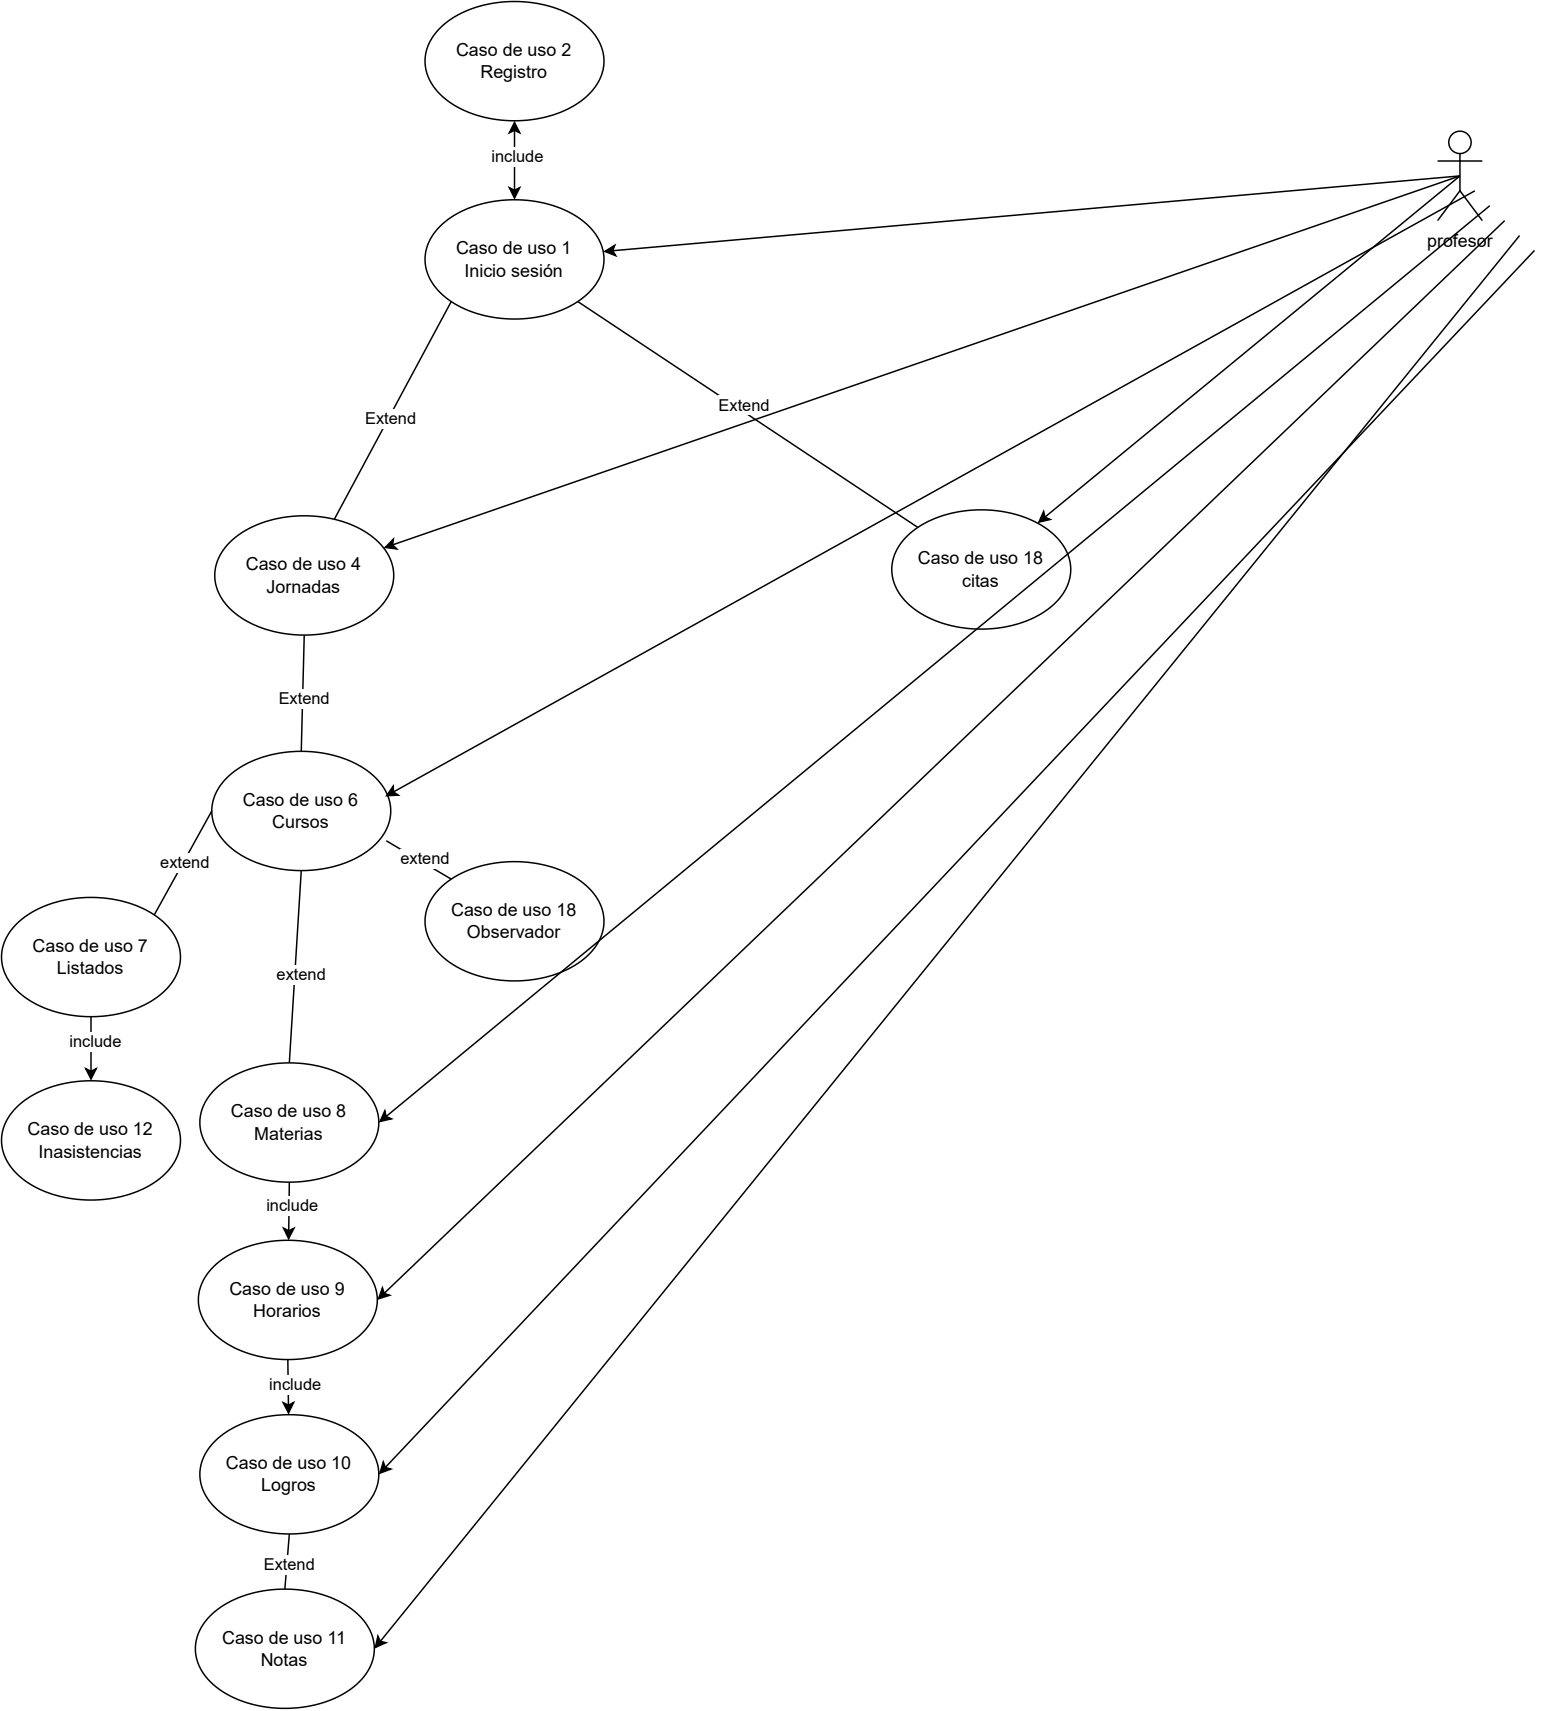 Caso de uso 2
Registro
include
Caso de uso 1
Inicio sesión
profesor
Extend
Extend
Caso de uso 4
Jornadas
Caso de uso 18
citas
Extend
Caso de uso 6
Cursos
extend
extend
Caso de uso 18
Observador
Caso de uso 7
Listados
extend
include
Caso de uso 12
Inasistencias
Caso de uso 8
Materias
include
Caso de uso 9
Horarios
include
Caso de uso 10
Logros
Extend
Caso de uso 11
Notas